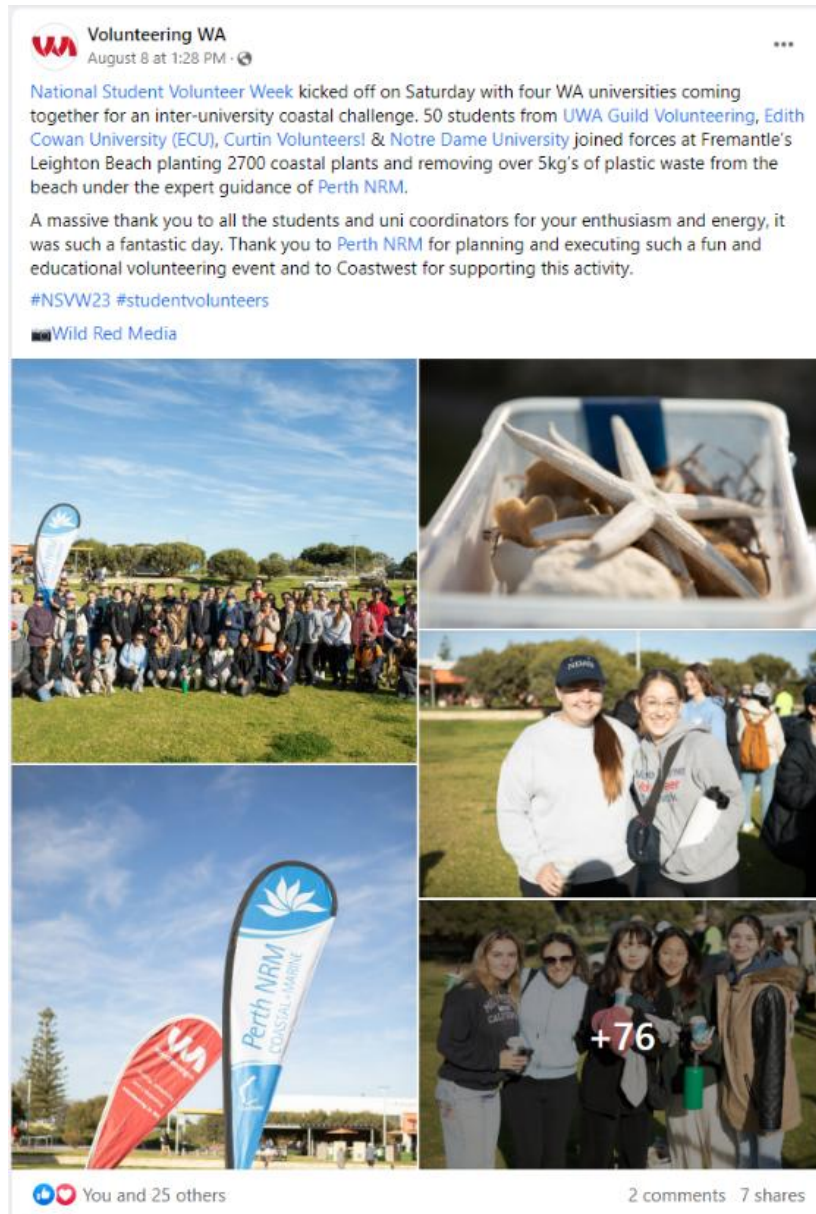 Volunteering WA
August 8 at 1:28 PM ·
National Student Volunteer Week kicked off on Saturday with four WA universities coming
together for an inter-university coastal challenge. 50 students from UWA Guild Volunteering, Edith
Cowan University (ECU), Curtin Volunteers! & Notre Dame University joined forces at Fremantle's
Leighton Beach planting 2700 coastal plants and removing over 5kg's of plastic waste from the
beach under the expert guidance of Perth NRM.
A massive thank you to all the students and uni coordinators for your enthusiasm and energy, it
was such a fantastic day. Thank you to Perth NRM for planning and executing such a fun and
educational volunteering event and to Coastwest for supporting this activity.
#NSVW23 #studentvolunteers
Wild Red Media
Perth NRM
COASTAL + MARINE
+76
You and 25 others
2 comments 7 shares